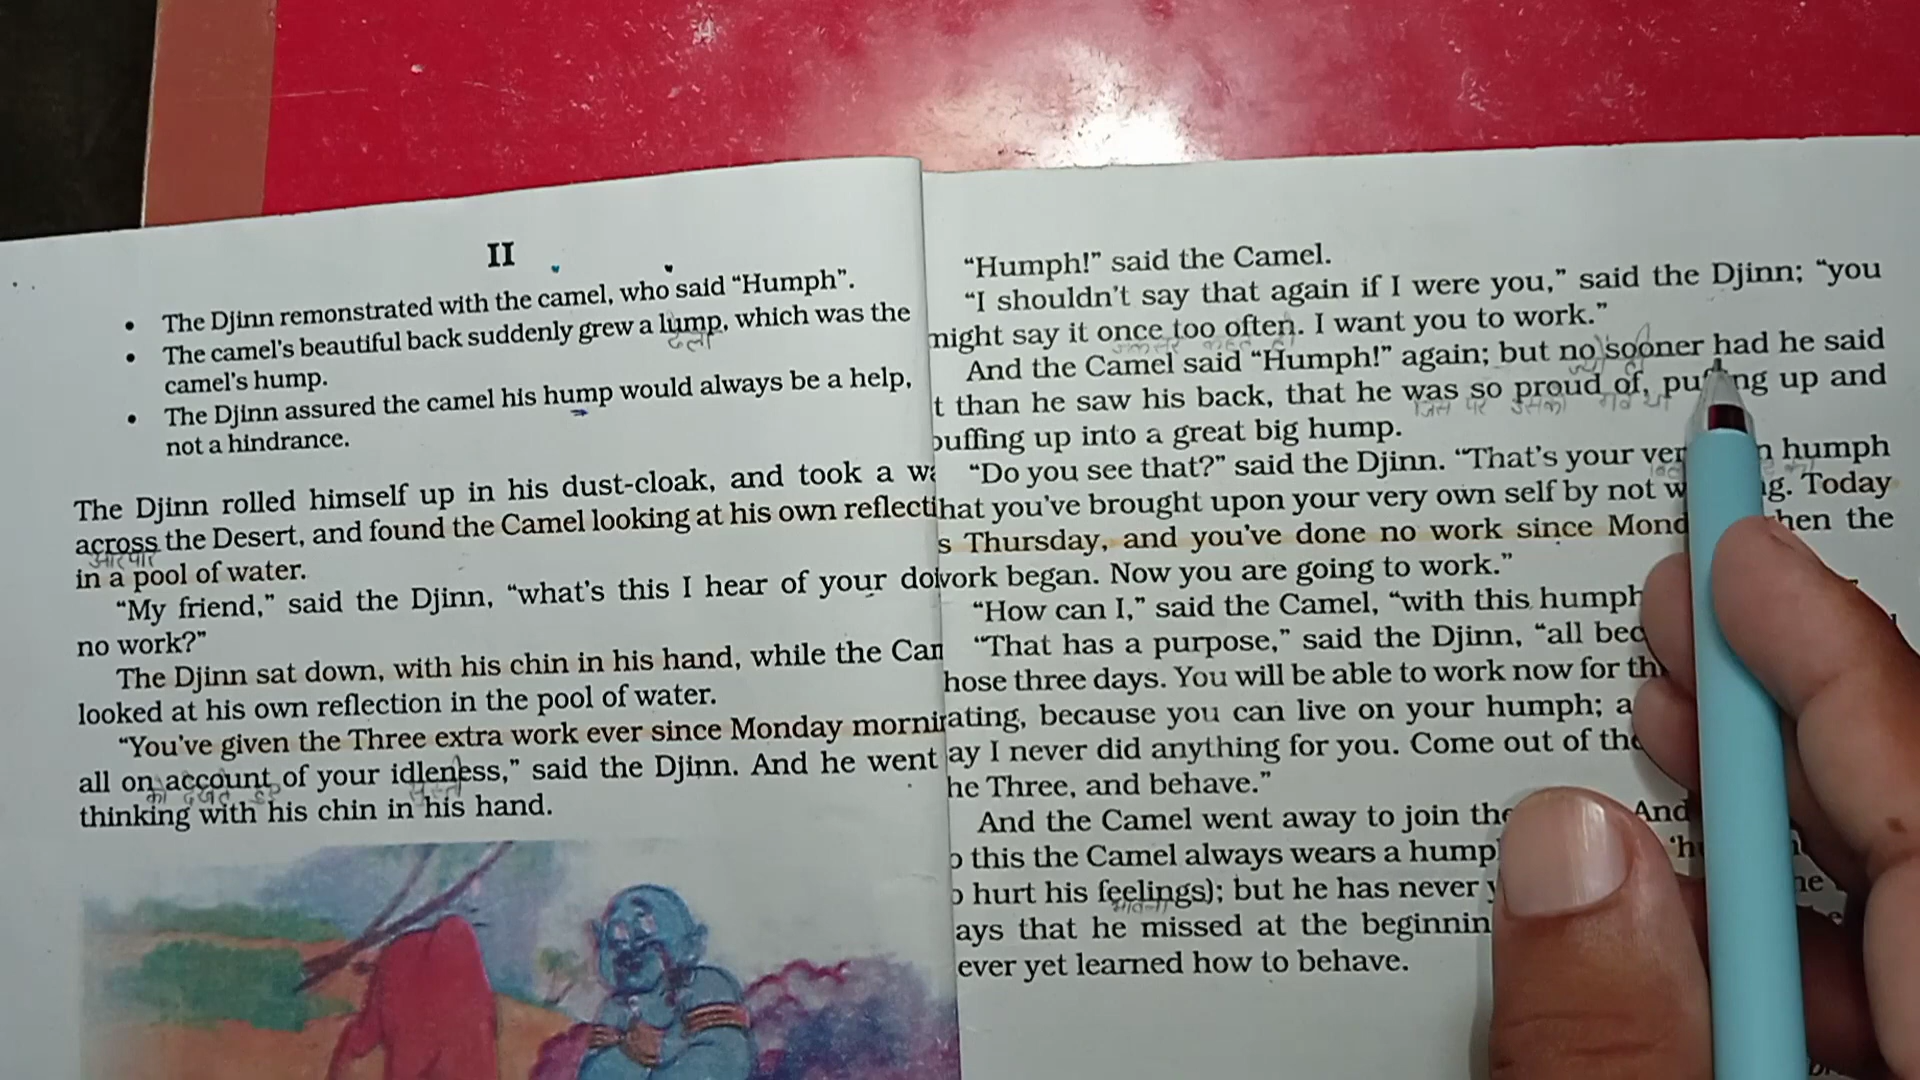 II
• The Djinn remonstrated with the camel, who said “Humph”.
• The camel's beautiful back suddenly grew a lump, which was the
ढेला
camel's hump.
• The Djinn assured the camel his hump would always be a help,
not a hindrance.
The Djinn rolled himself up in his dust-cloak, and took a
across the Desert, and found the Camel looking at his own reflecti
आरपार
in a pool of water.
“My friend,” said the Djinn, “what's this I hear of your do
no work?”
The Djinn sat down, with his chin in his hand, while the
looked at his own reflection in the pool of water.
“You've given the Three extra work ever since Monday
all on account of your idleness,” said the Djinn. And he went
thinking with his chin in his hand.
“Humph!” said the Camel.
“I shouldn't say that again if I were you,” said the Djinn; “you
might say it once too often. I want you to work.”
And the Camel said “Humph!” again; but no sooner had he said
t than he saw his back, that he was so proud of, up and
जिस पर उसको गर्व था
puffing up into a great big hump.
“Do you see that?” said the Djinn. “That's your humph
hat you've brought upon your very own self by not Today
s Thursday, and you've done no work since the
work began. Now you are going to work.”
“How can I,” said the Camel, “with this humph
“That has a purpose,” said the Djinn, “all
hose three days. You will be able to work now for
ating, because you can live on your humph;
ay I never did anything for you. Come out of
he Three, and behave.”
And the Camel went away to join And
o this the Camel always wears a
o hurt his feelings); but he has never
भावना
ays that he missed at the
ever yet learned how to behave.